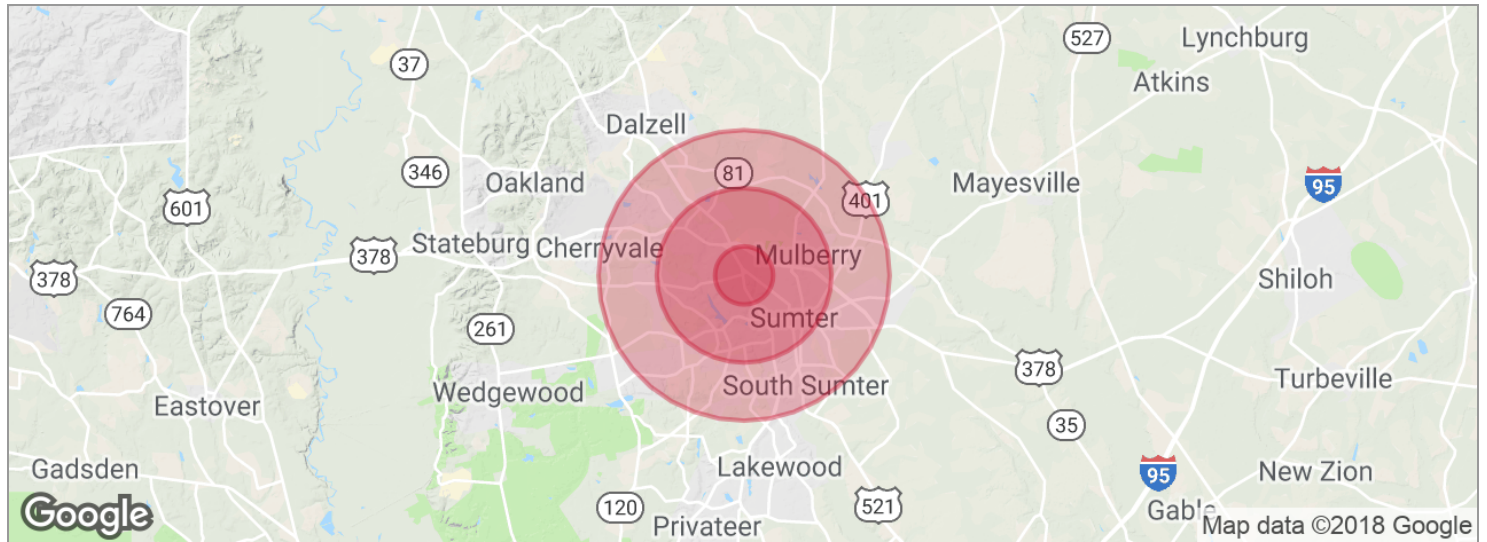 527
Lynchburg
37
Atkins
Dalzell
346
81
Oakland
Mayesville
95
401
601
Stateburg
Cherryvale
378
Mulberry
378
Shiloh
764
261
Sumter
378
Turbeville
South Sumter
Wedgewood
Eastover
35
Gadsden
Lakewood
95
New Zion
120
521
Gable
Google
Privateer
Map data ©2018 Google